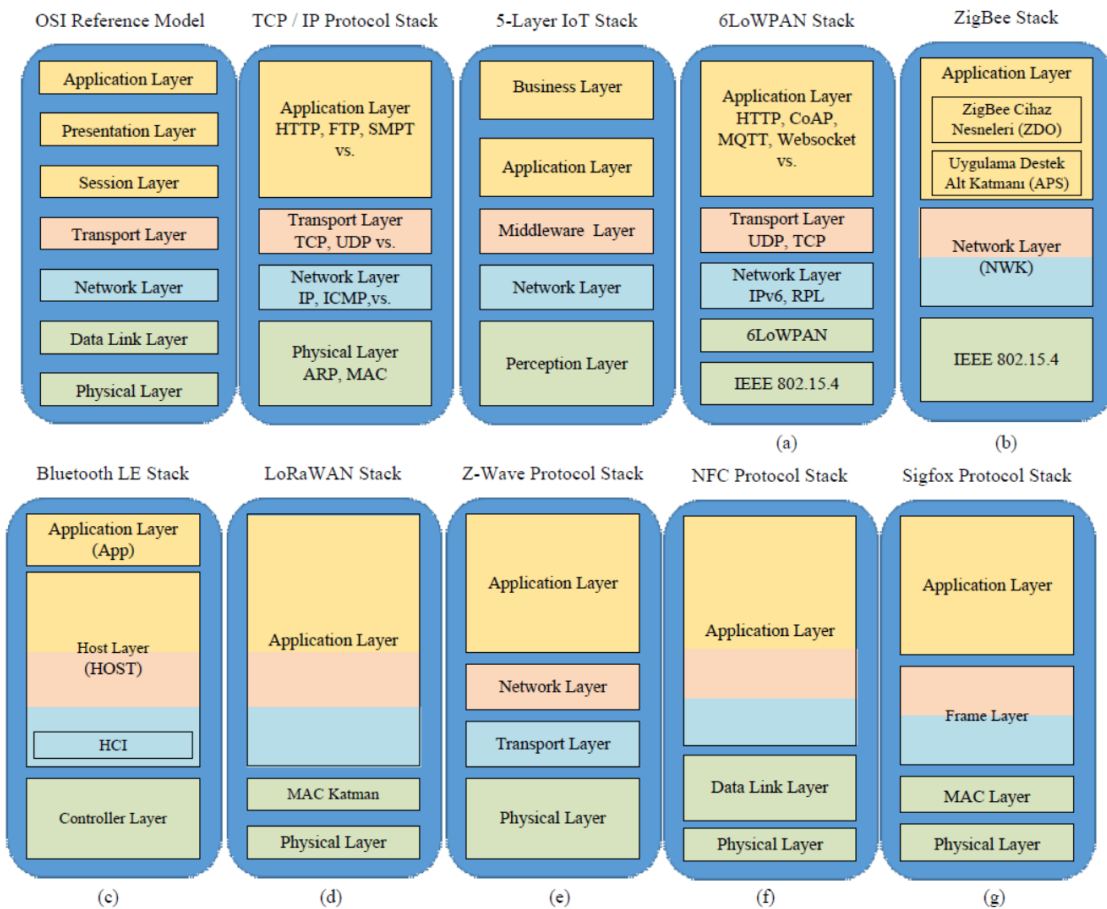 OSI Reference Model
Application Layer
Presentation Layer
Session Layer
Transport Layer
Network Layer
Data Link Layer
Physical Layer
TCP / IP Protocol Stack
Application Layer
HTTP, FTP, SMPT
vs.
Transport Layer
TCP, UDP vs.
Network Layer
IP, ICMP,vs.
Physical Layer
ARP, MAC
5-Layer IoT Stack
Business Layer
Application Layer
Middleware Layer
Network Layer
Perception Layer
6LoWPAN Stack
Application Layer
HTTP, CoAP,
MQTT, Websocket
vs.
Transport Layer
UDP, TCP
Network Layer
IPv6, RPL
6LoWPAN
IEEE 802.15.4
(a)
ZigBee Stack
Application Layer
ZigBee Cihaz
Nesneleri (ZDO)
Uygulama Destek
Alt Katmanı (APS)
Network Layer
(NWK)
IEEE 802.15.4
(b)
Bluetooth LE Stack
Application Layer
(App)
Host Layer
(HOST)
HCI
Controller Layer
(c)
LoRaWAN Stack
Application Layer
MAC Katman
Physical Layer
(d)
Z-Wave Protocol Stack
Application Layer
Network Layer
Transport Layer
Physical Layer
(e)
NFC Protocol Stack
Application Layer
Data Link Layer
Physical Layer
(f)
Sigfox Protocol Stack
Application Layer
Frame Layer
MAC Layer
Physical Layer
(g)